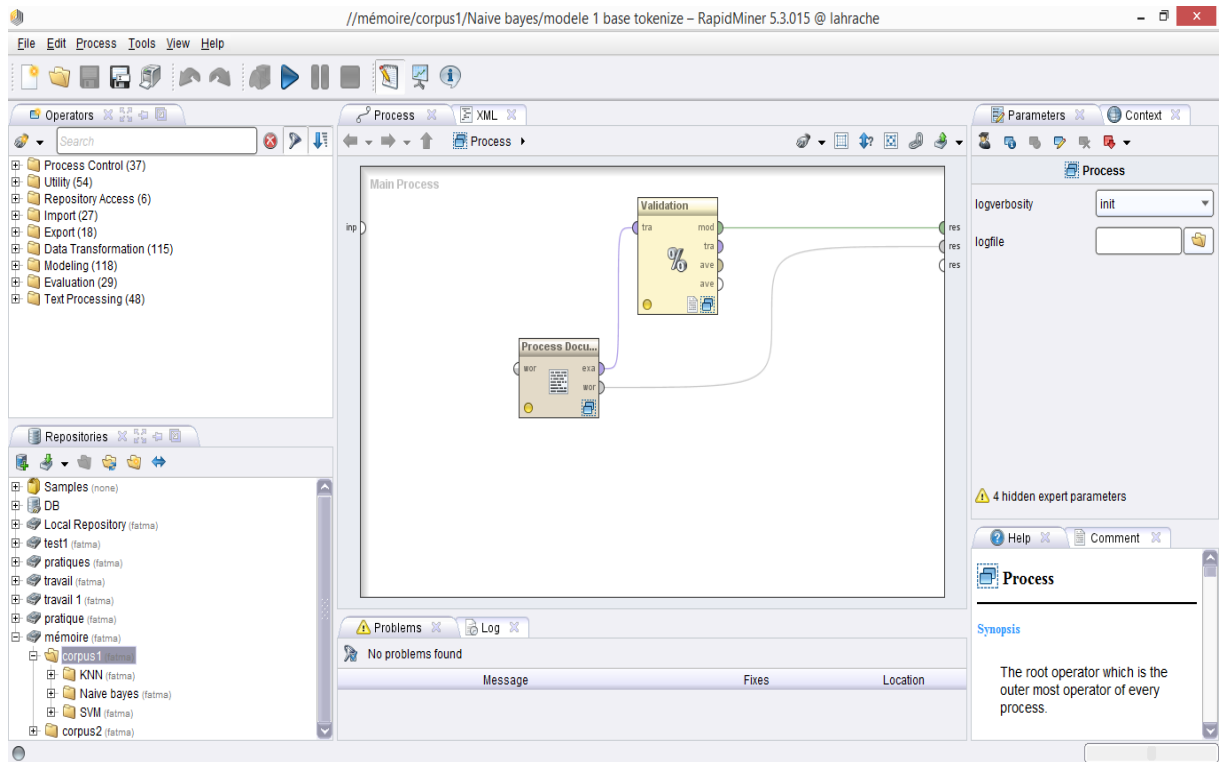 //mémoire/corpus1/Naive bayes/modele 1 base tokenize – RapidMiner 5.3.015 @ lahrache
File Edit Process Tools View Help
Operators
Search
Process Control (37)
Utility (54)
Repository Access (6)
Import (27)
Export (18)
Data Transformation (115)
Modeling (118)
Evaluation (29)
Text Processing (48)
Repositories
Samples (none)
DB
Local Repository (fatma)
test1 (fatma)
pratiques (fatma)
travail (fatma)
travail 1 (fatma)
pratique (fatma)
mémoire (fatma)
corpus1 (fatma)
KNN (fatma)
Naive bayes (fatma)
SVM (fatma)
corpus2 (fatma)
Process XML
Process
Main Process
inp
Validation
tra mod
tra
ave
ave
%
Process Docu...
wor exa
wor
res
res
res
Problems Log
No problems found
Message Fixes Location
Parameters Context
Process
logverbosity init
logfile
4 hidden expert parameters
Help Comment
Process
Synopsis
The root operator which is the
outer most operator of every
process.